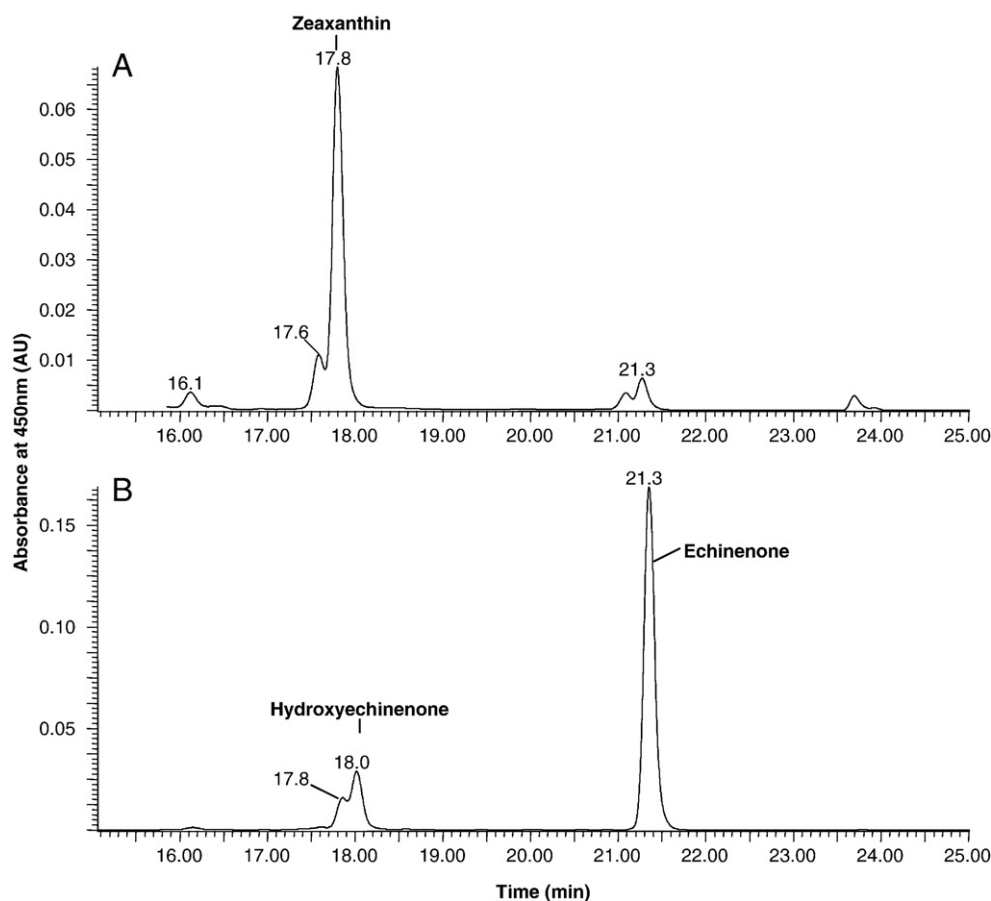 Zeaxanthin
A
17.8
0.06
0.05
0.04
0.03
0.02
17.6
0.01
16.1
21.3
16.00 17.00 18.00 19.00 20.00 21.00 22.00 23.00 24.00 25.00
Absorbance at 450nm (AU)
B
21.3
0.15
Echinenone
0.10
Hydroxyechinenone
0.05
17.8
18.0
16.00 17.00 18.00 19.00 20.00 21.00 22.00 23.00 24.00 25.00
Time (min)